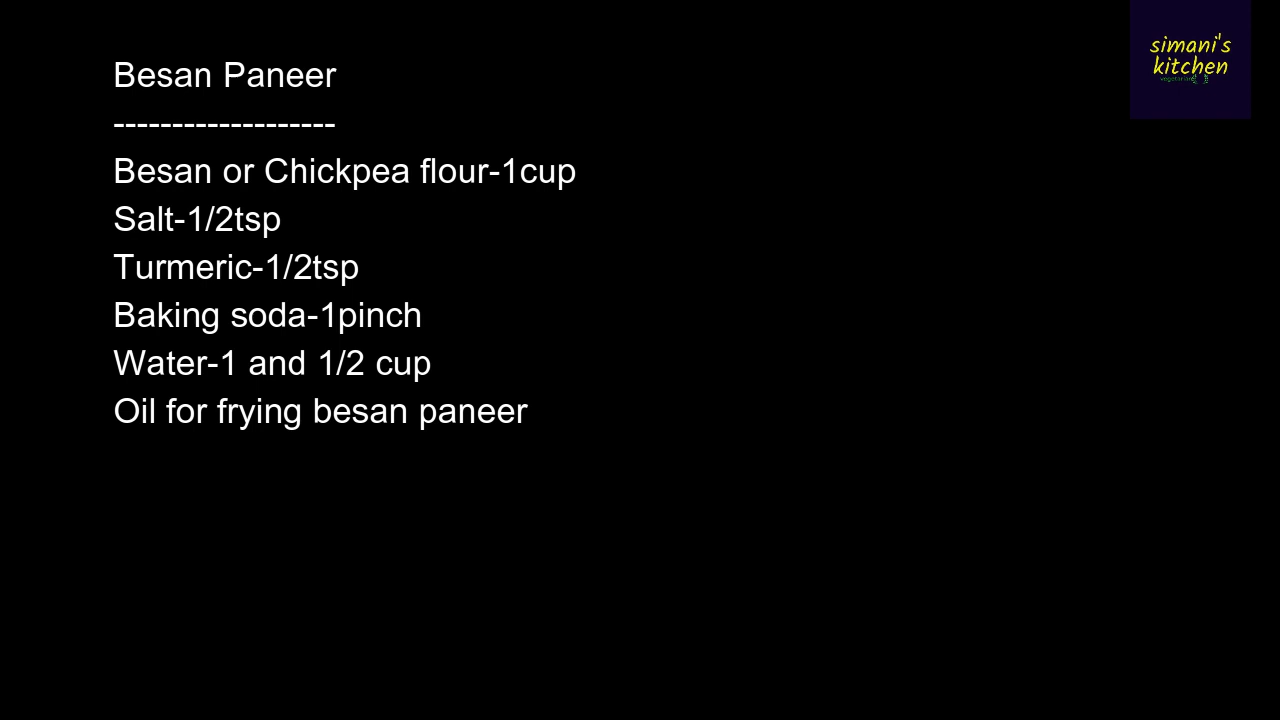 simani's
kitchen
vegetarian
Besan Paneer
-------------------
Besan or Chickpea flour-1cup
Salt-1/2tsp
Turmeric-1/2tsp
Baking soda-1pinch
Water-1 and 1/2 cup
Oil for frying besan paneer